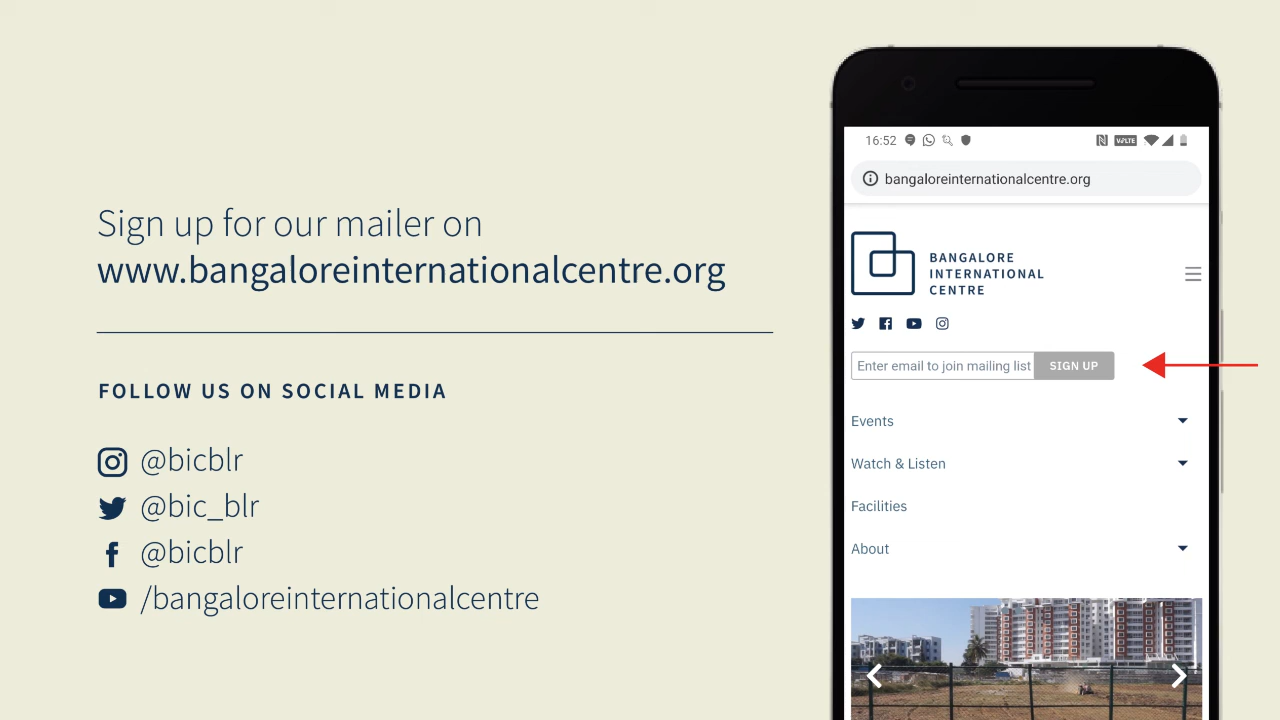 Sign up for our mailer on
www.bangaloreinternationalcentre.org
FOLLOW US ON SOCIAL MEDIA
@bicblr
@bic_blr
@bicblr
/bangaloreinternationalcentre
16:52
VoLTE
bangaloreinternationalcentre.org
BANGALORE
INTERNATIONAL
CENTRE
Enter email to join mailing list
SIGN UP
Events
Watch & Listen
Facilities
About